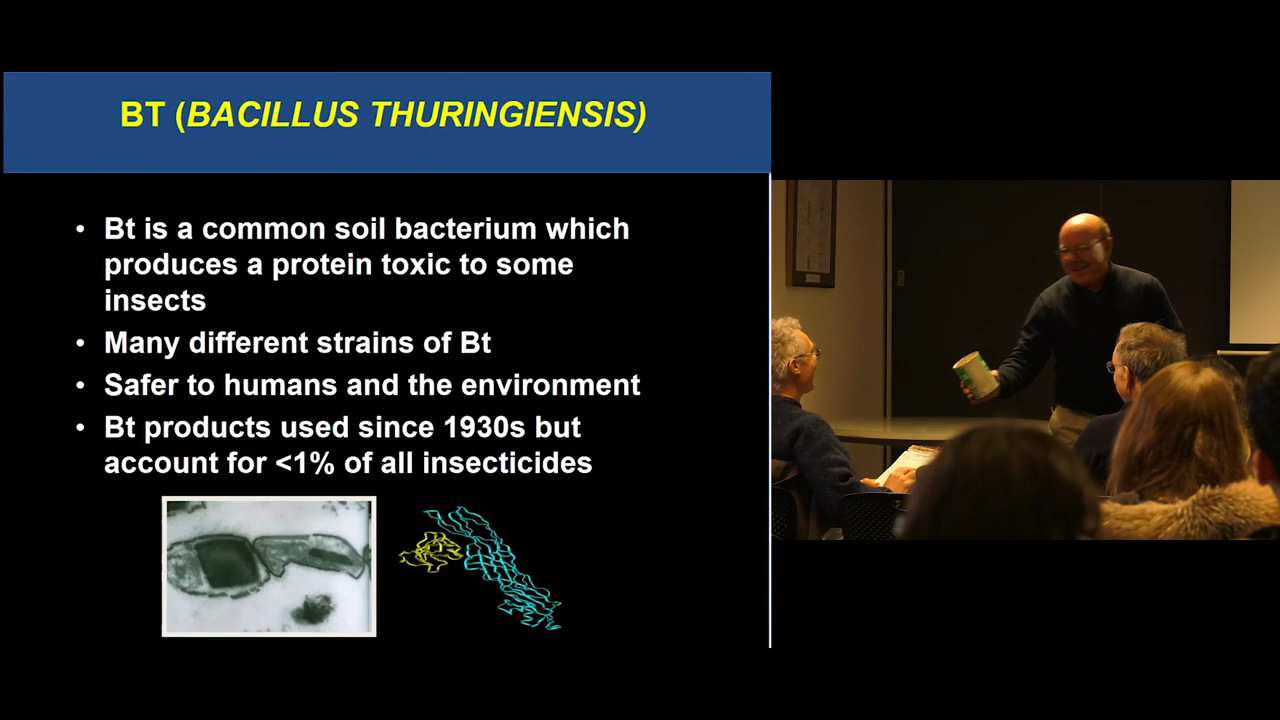 BT (BACILLUS THURINGIENSIS)
• Bt is a common soil bacterium which
produces a protein toxic to some
insects
• Many different strains of Bt
• Safer to humans and the environment
• Bt products used since 1930s but
account for <1% of all insecticides